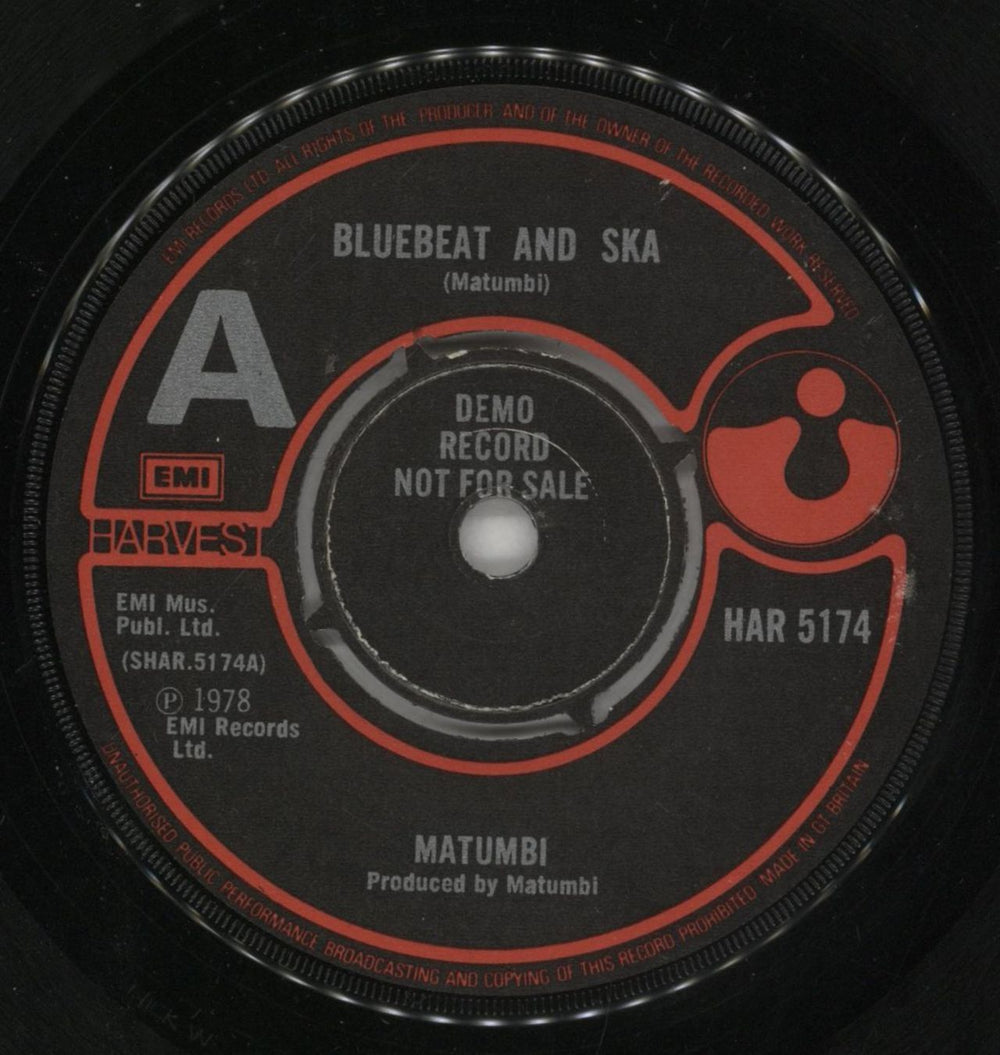 EMI RECORDS LTD. ALL RIGHTS OF THE PRODUCER AND OF THE OWNER OF THE RECORDED WORK RESERVED
BLUEBEAT AND SKA
(Matumbi)
A
DEMO
RECORD
NOT FOR SALE
EMI
HARVEST
EMI Mus.
Publ. Ltd.
(SHAR.5174A)
℗ 1978
EMI Records
Ltd.
HAR 5174
MATUMBI
Produced by Matumbi
UNAUTHORISED PUBLIC PERFORMANCE BROADCASTING AND COPYING OF THIS RECORD PROHIBITED MADE IN GT BRITAIN